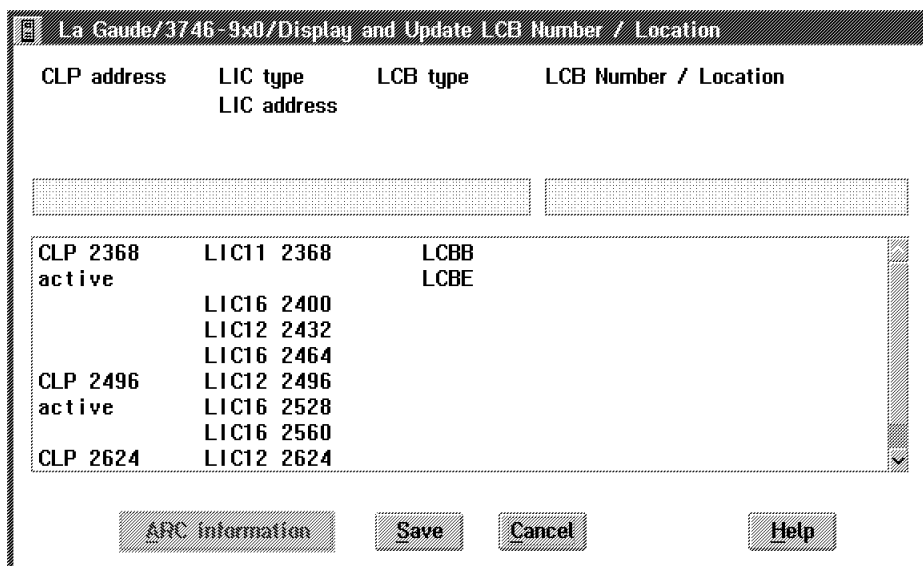 La Gaude/3746-9x0/Display and Update LCB Number / Location
CLP address LIC type LCB type LCB Number / Location
LIC address
CLP 2368 LIC11 2368 LCBB
active LCBE
LIC16 2400
LIC12 2432
LIC16 2464
CLP 2496 LIC12 2496
active LIC16 2528
LIC16 2560
CLP 2624 LIC12 2624
ARC information Save Cancel Help